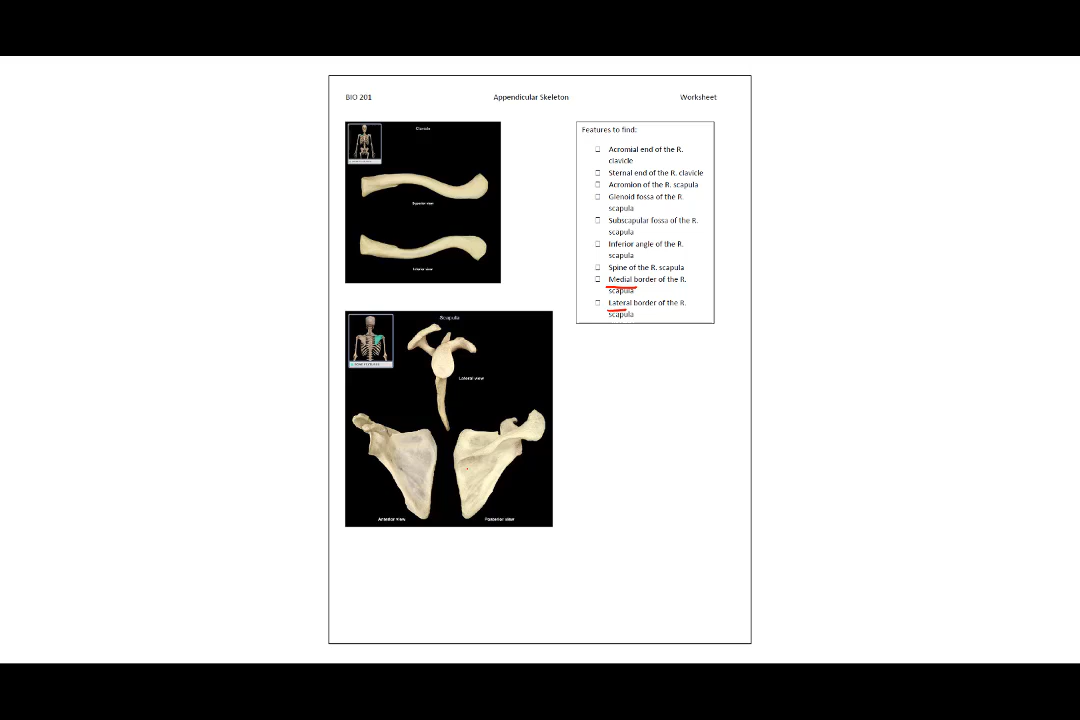 BIO 201 Appendicular Skeleton Worksheet
Clavicle
Superior view
Inferior view
Features to find:
☐ Acromial end of the R.
clavicle
☐ Sternal end of the R. clavicle
☐ Acromion of the R. scapula
☐ Glenoid fossa of the R.
scapula
☐ Subscapular fossa of the R.
scapula
☐ Inferior angle of the R.
scapula
☐ Spine of the R. scapula
☐ Medial border of the R.
scapula
☐ Lateral border of the R.
scapula
Scapula
Lateral view
Anterior view
Posterior view